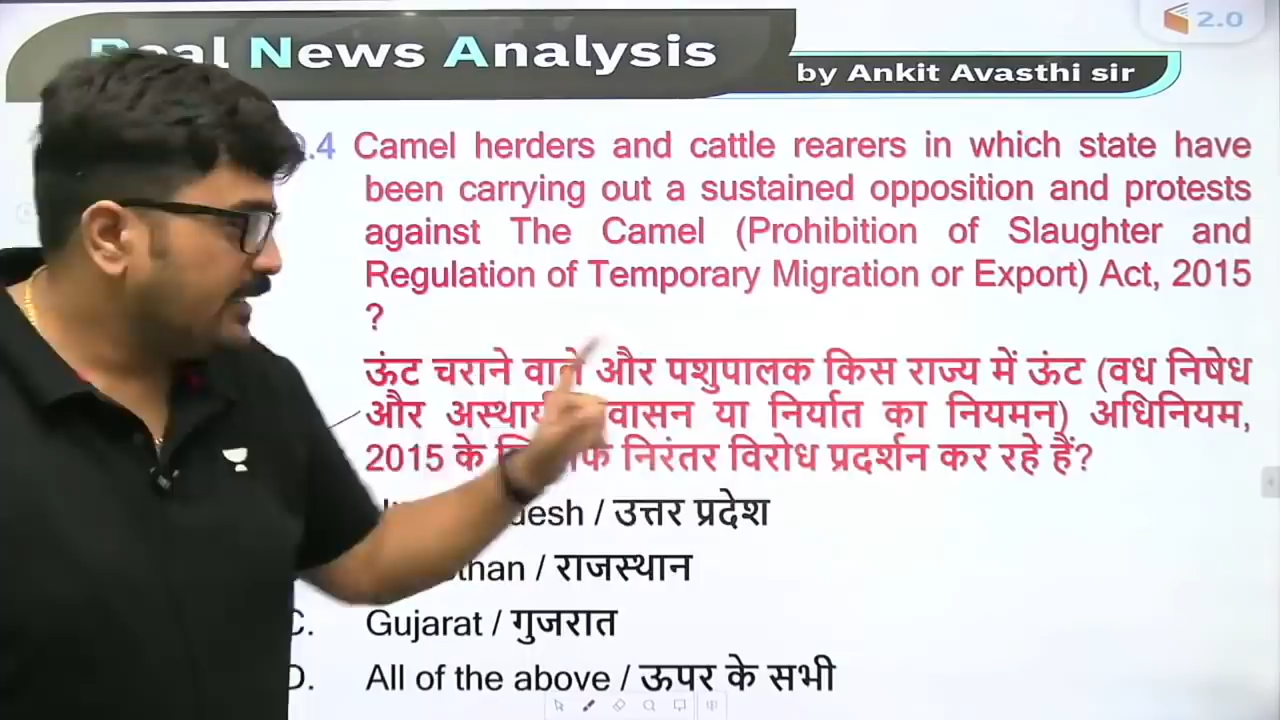 Real News Analysis
by Ankit Avasthi sir
2.0
Q.4 Camel herders and cattle rearers in which state have
been carrying out a sustained opposition and protests
against The Camel (Prohibition of Slaughter and
Regulation of Temporary Migration or Export) Act, 2015
?
ऊंट चराने वाले और पशुपालक किस राज्य में ऊंट (वध निषेध
और वासन या निर्यात का नियमन) अधिनियम,
2015 के निरंतर विरोध प्रदर्शन कर रहे हैं?
/ उत्तर प्रदेश
/ राजस्थान
C. Gujarat / गुजरात
D. All of the above / ऊपर के सभी